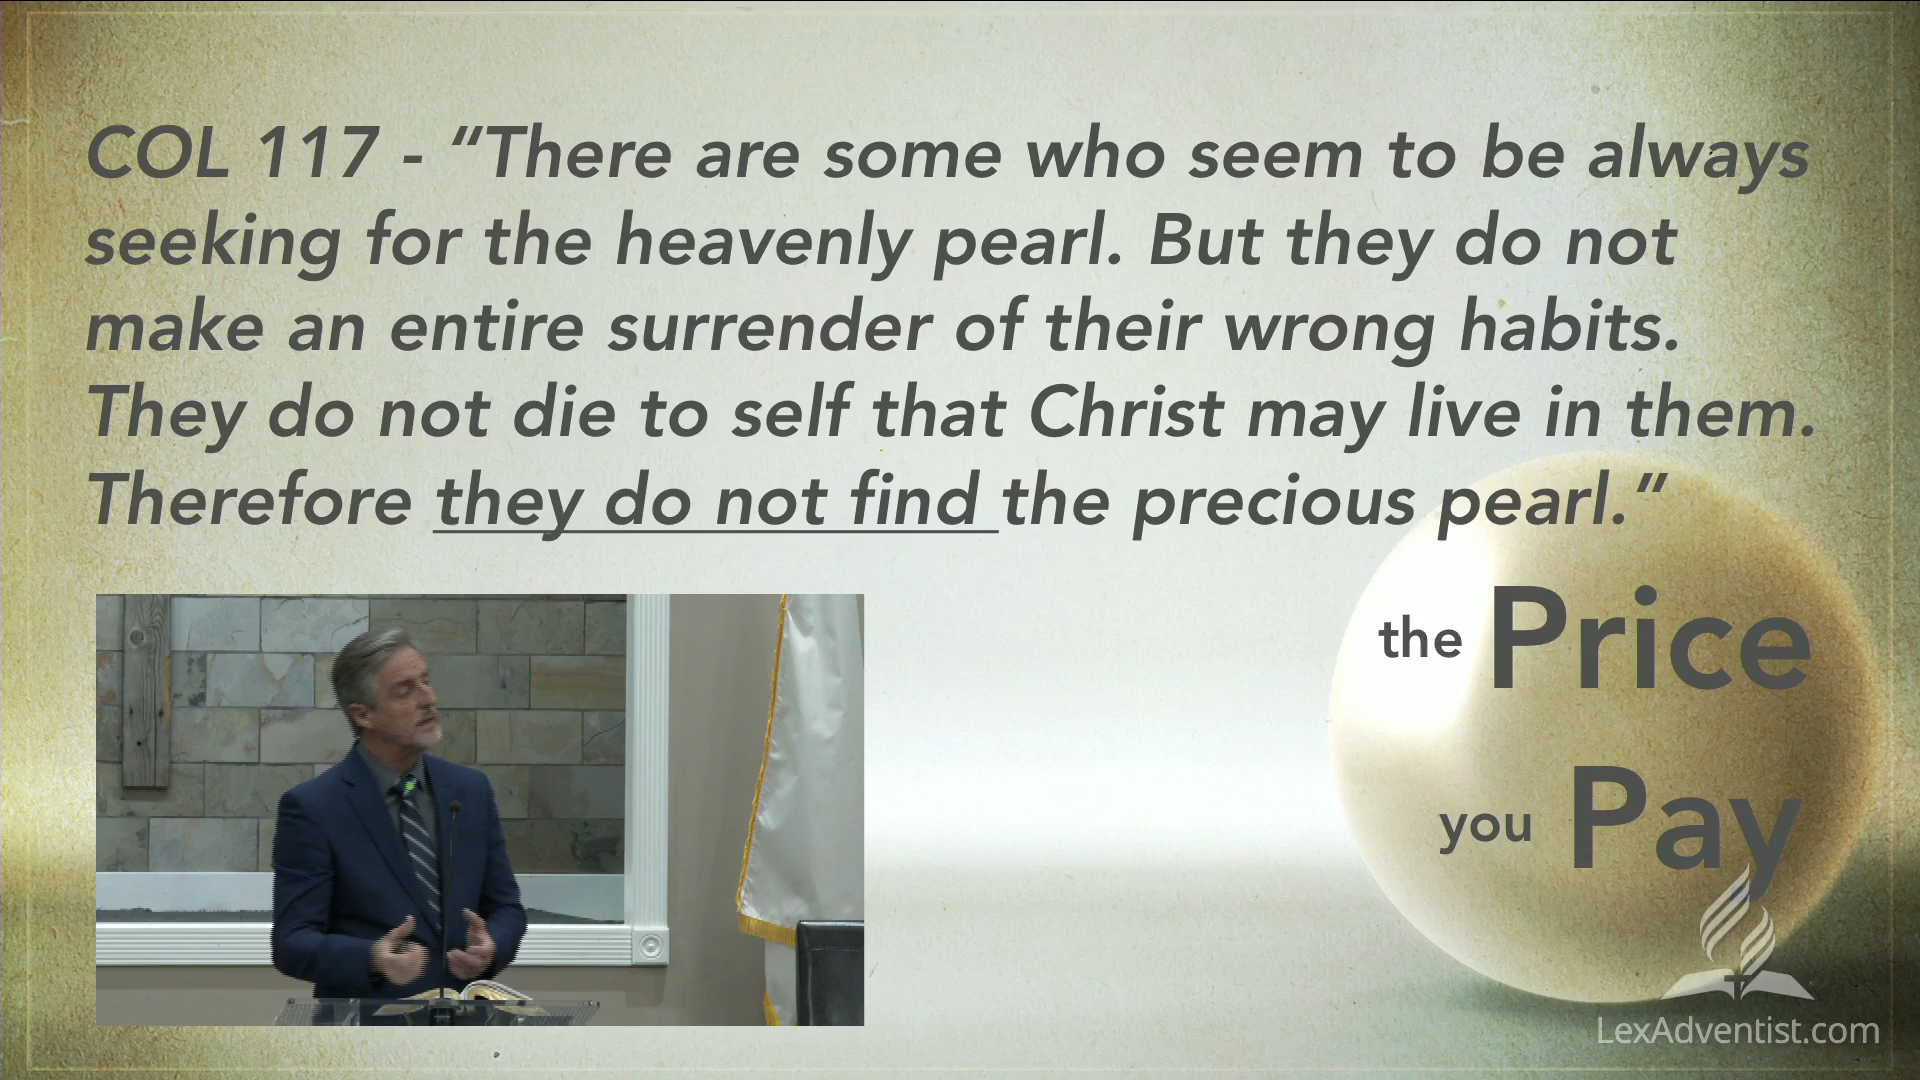 COL 117 - “There are some who seem to be always
seeking for the heavenly pearl. But they do not
make an entire surrender of their wrong habits.
They do not die to self that Christ may live in them.
Therefore they do not find the precious pearl.”
the Price
you Pay
LexAdventist.com